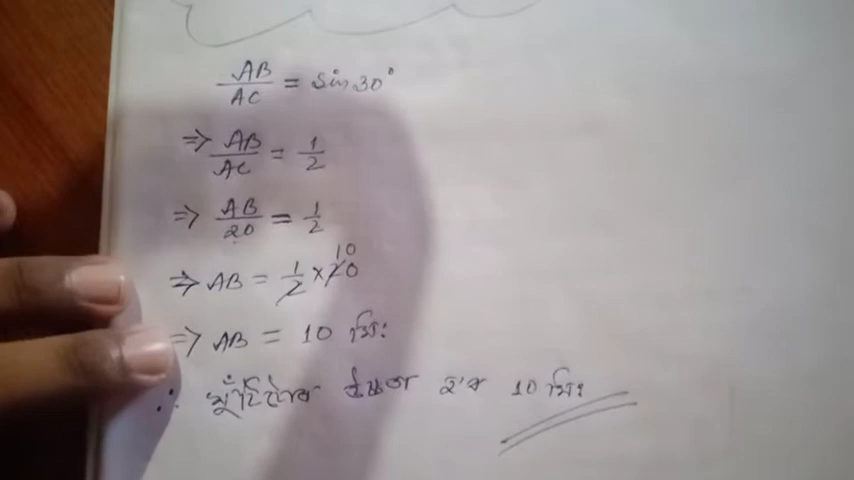 AB/AC = Sin 30°
⇒ AB/AC = 1/2
⇒ AB/20 = 1/2
⇒ AB = 1/2 × 20 10
⇒ AB = 10 মি:
∴ খুঁটিটোৰ উচ্চতা হ'ব 10 মিঃ